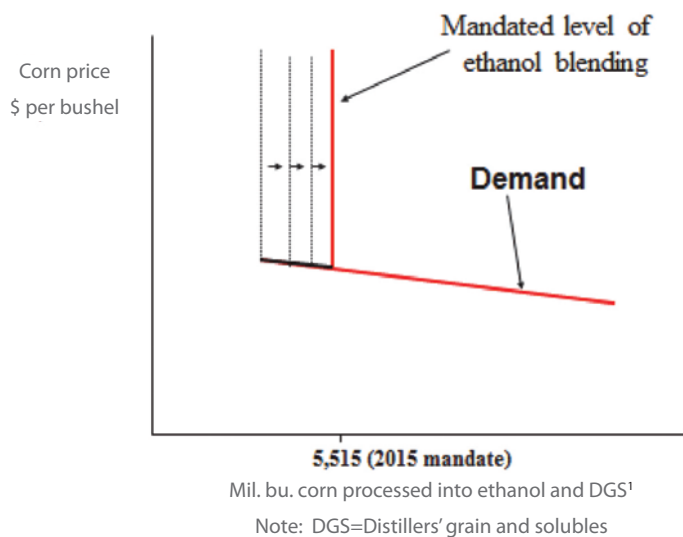 Mandated level of
ethanol blending
Corn price
$ per bushel
Demand
5,515 (2015 mandate)
Mil. bu. corn processed into ethanol and DGS¹
Note: DGS=Distillers' grain and solubles